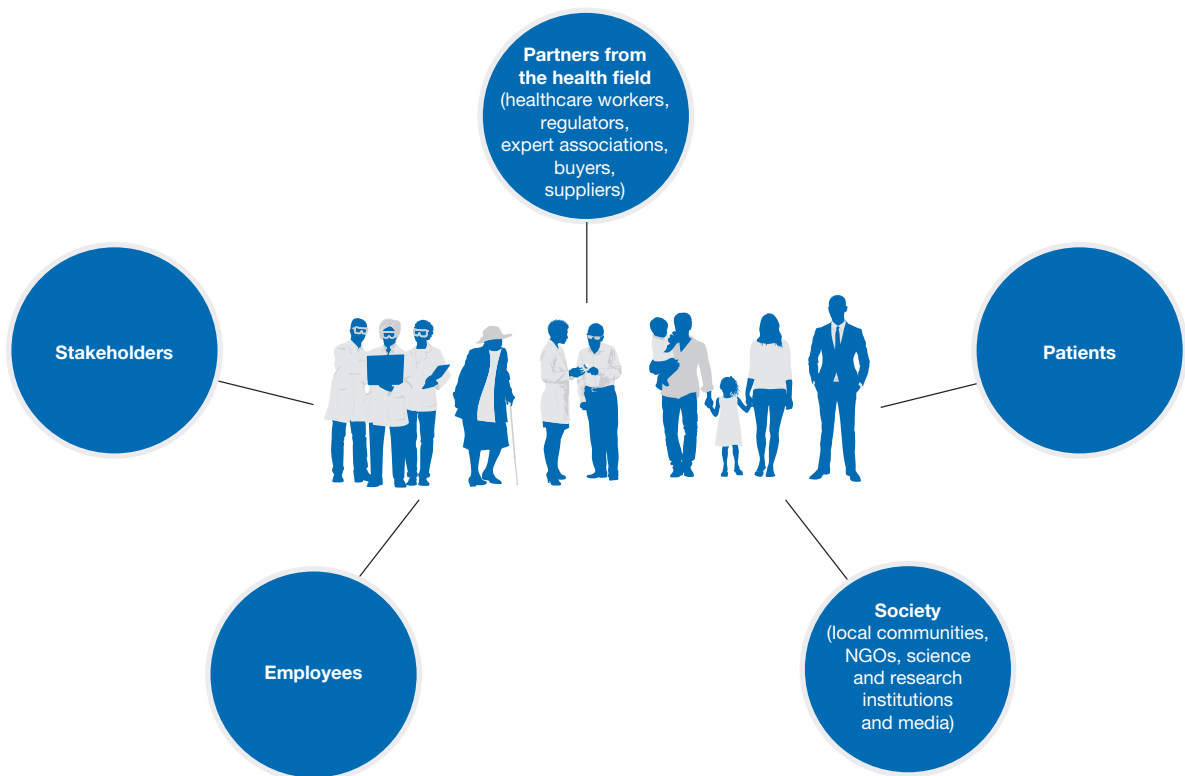 Partners from
the health field
(healthcare workers,
regulators,
expert associations,
buyers,
suppliers)
Stakeholders
Patients
Employees
Society
(local communities,
NGOs, science
and research
institutions
and media)